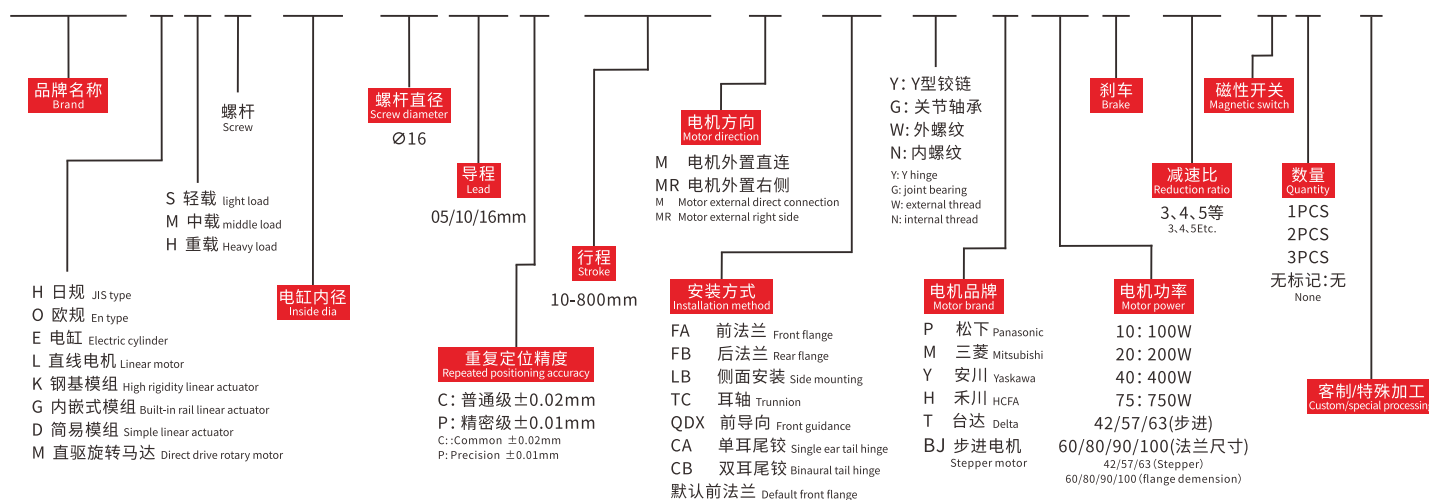 品牌名称
Brand
H 日规 JIS type
O 欧规 En type
E 电缸 Electric cylinder
L 直线电机 Linear motor
K 钢基模组 High rigidity linear actuator
G 内嵌式模组 Built-in rail linear actuator
D 简易模组 Simple linear actuator
M 直驱旋转马达 Direct drive rotary motor
S 轻载 light load
M 中载 middle load
H 重载 Heavy load
螺杆
Screw
电缸内径
Inside dia
螺杆直径
Screw diameter
∅16
导程
Lead
05/10/16mm
重复定位精度
Repeated positioning accuracy
C: 普通级±0.02mm
P: 精密级±0.01mm
C::Common ±0.02mm
P: Precision ±0.01mm
行程
Stroke
10-800mm
电机方向
Motor direction
M 电机外置直连
MR 电机外置右侧
M Motor external direct connection
MR Motor external right side
安装方式
Installation method
FA 前法兰 Front flange
FB 后法兰 Rear flange
LB 侧面安装 Side mounting
TC 耳轴 Trunnion
QDX 前导向 Front guidance
CA 单耳尾铰 Single ear tail hinge
CB 双耳尾铰 Binaural tail hinge
默认前法兰 Default front flange
Y: Y型铰链
G: 关节轴承
W: 外螺纹
N: 内螺纹
Y: Y hinge
G: joint bearing
W: external thread
N: internal thread
电机品牌
Motor brand
P 松下 Panasonic
M 三菱 Mitsubishi
Y 安川 Yaskawa
H 禾川 HCFA
T 台达 Delta
BJ 步进电机
Stepper motor
电机功率
Motor power
10: 100W
20: 200W
40: 400W
75: 750W
42/57/63(步进)
60/80/90/100(法兰尺寸)
42/57/63(Stepper)
60/80/90/100 (flange demension)
刹车
Brake
减速比
Reduction ratio
3、4、5等
3、4、5Etc.
磁性开关
Magnetic switch
数量
Quantity
1PCS
2PCS
3PCS
无标记:无
None
客制/特殊加工
Custom/special processing